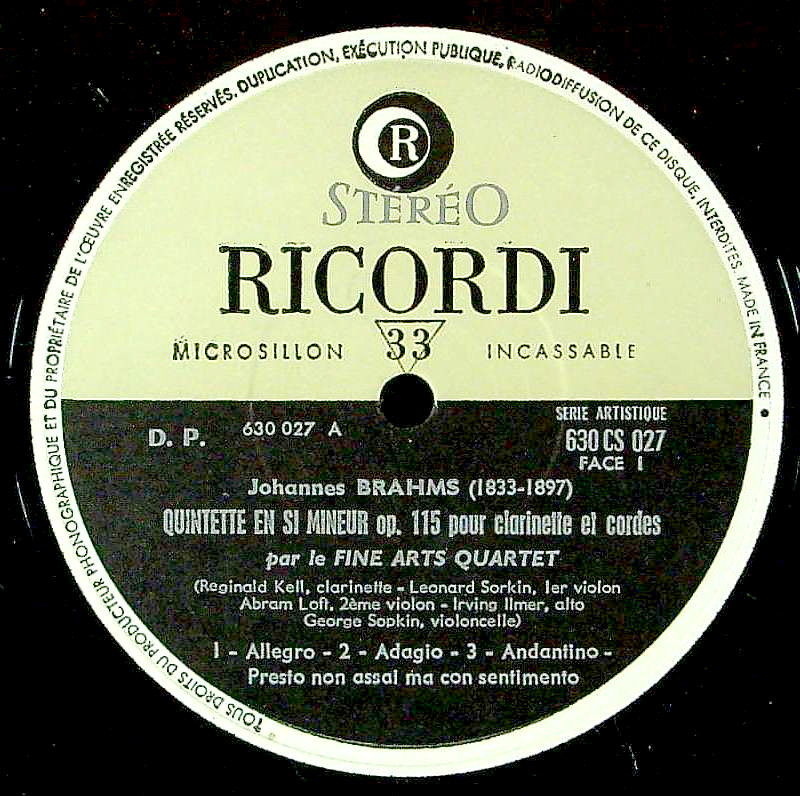 TOUS DROITS DU PRODUCTEUR PHONOGRAPHIQUE ET DU PROPRIÉTAIRE DE L'ŒUVRE ENREGISTRÉE RÉSERVÉS. DUPLICATION, EXÉCUTION PUBLIQUE, RADIODIFFUSION DE CE DISQUE, INTERDITES. MADE IN FRANCE •
R
STÉRÉO
RICORDI
MICROSILLON 33 INCASSABLE
SERIE ARTISTIQUE
D. P. 630 027 A 630 CS 027
FACE 1
Johannes BRAHMS (1833-1897)
QUINTETTE EN SI MINEUR op. 115 pour clarinette et cordes
par le FINE ARTS QUARTET
(Reginald Kell, clarinette - Leonard Sorkin, 1er violon
Abram Loft, 2ème violon - Irving Ilmer, alto
George Sopkin, violoncelle)
1 - Allegro - 2 - Adagio - 3 - Andantino -
Presto non assai ma con sentimento